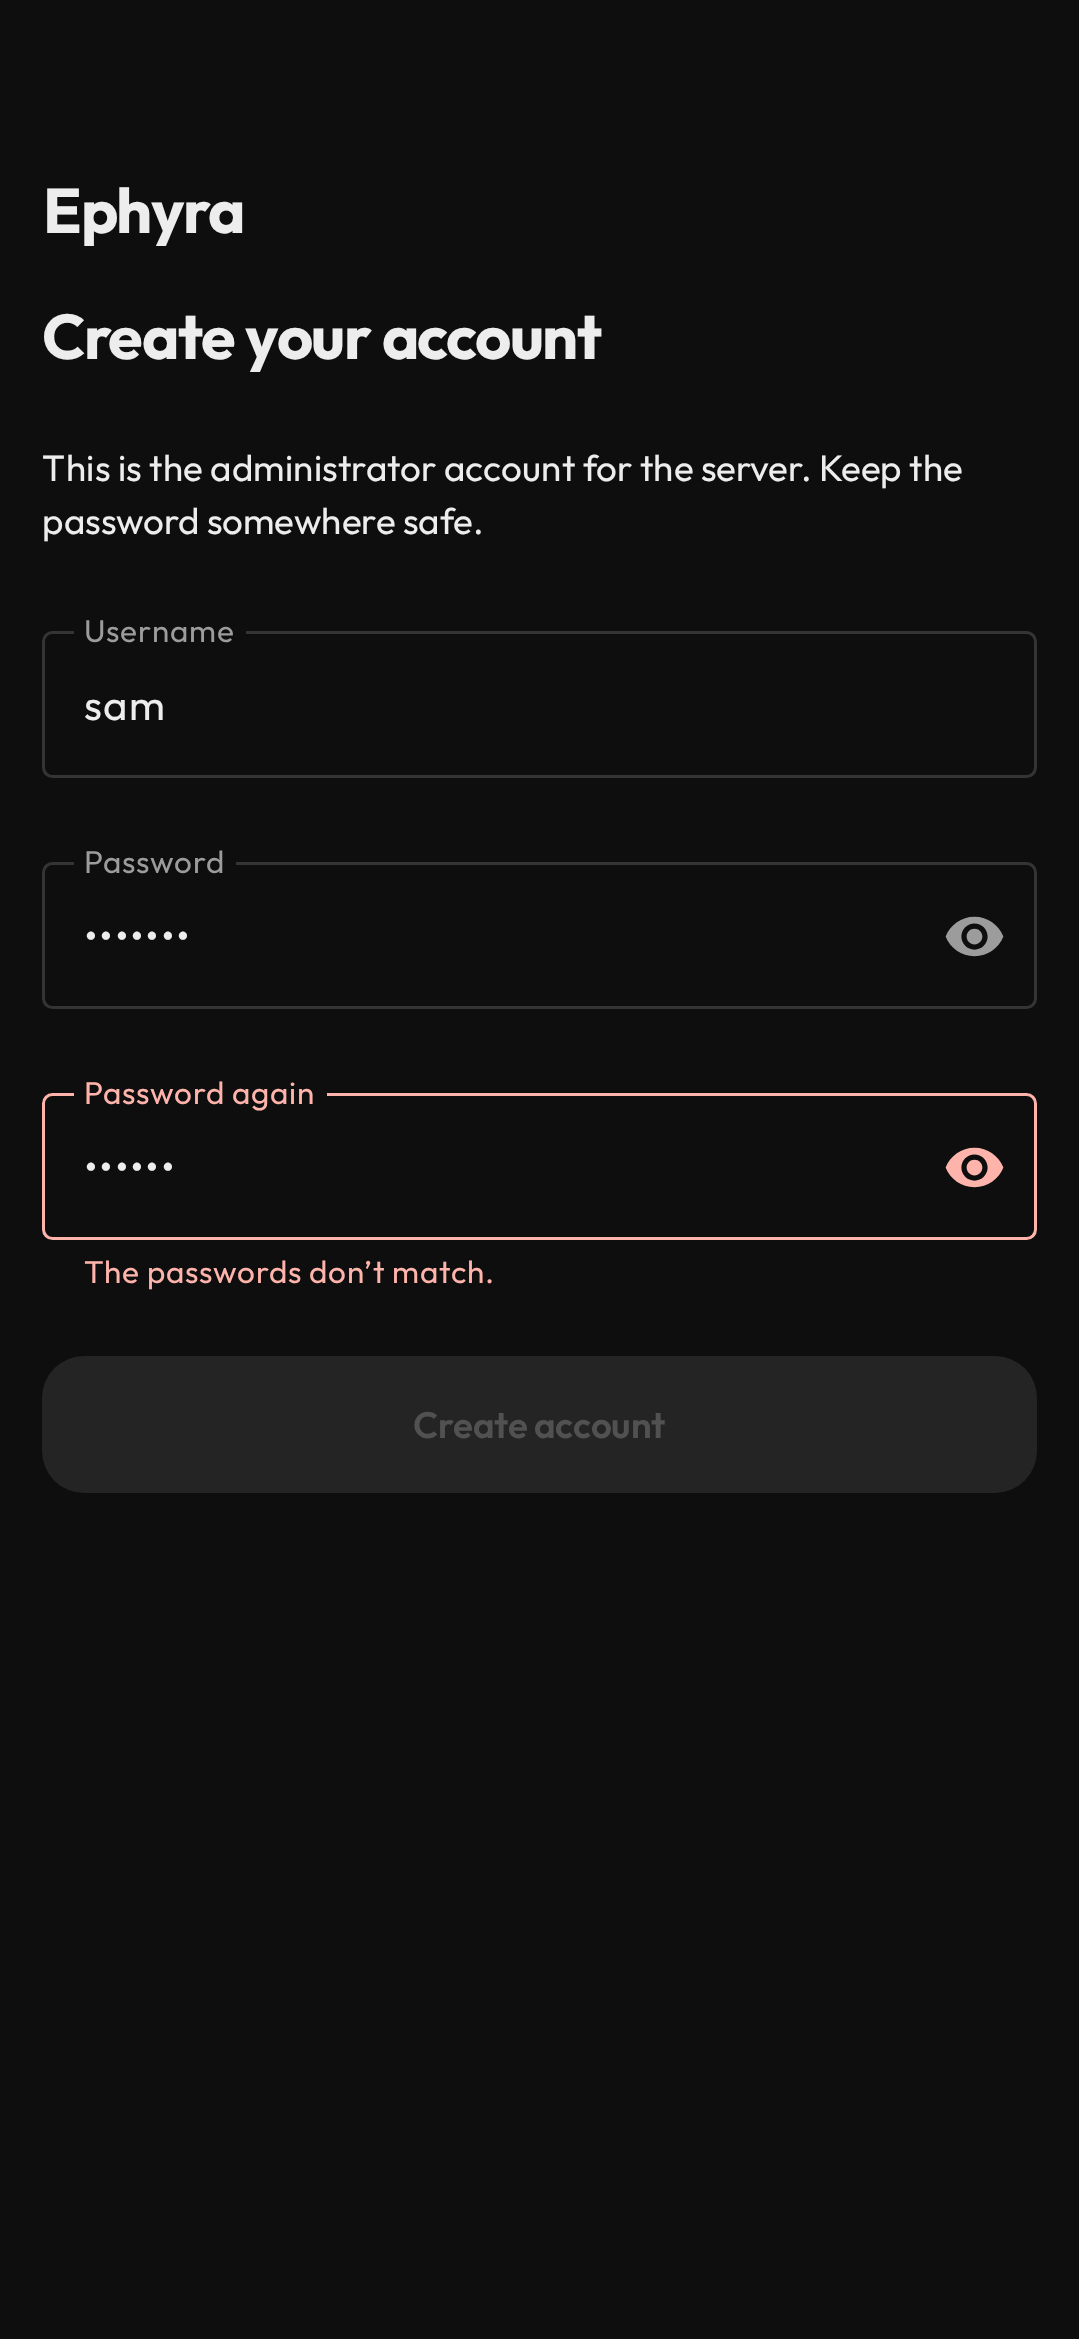 Ephyra
Create your account
This is the administrator account for the server. Keep the
password somewhere safe.
Username
sam
Password
•••••••
Password again
••••••
The passwords don’t match.
Create account